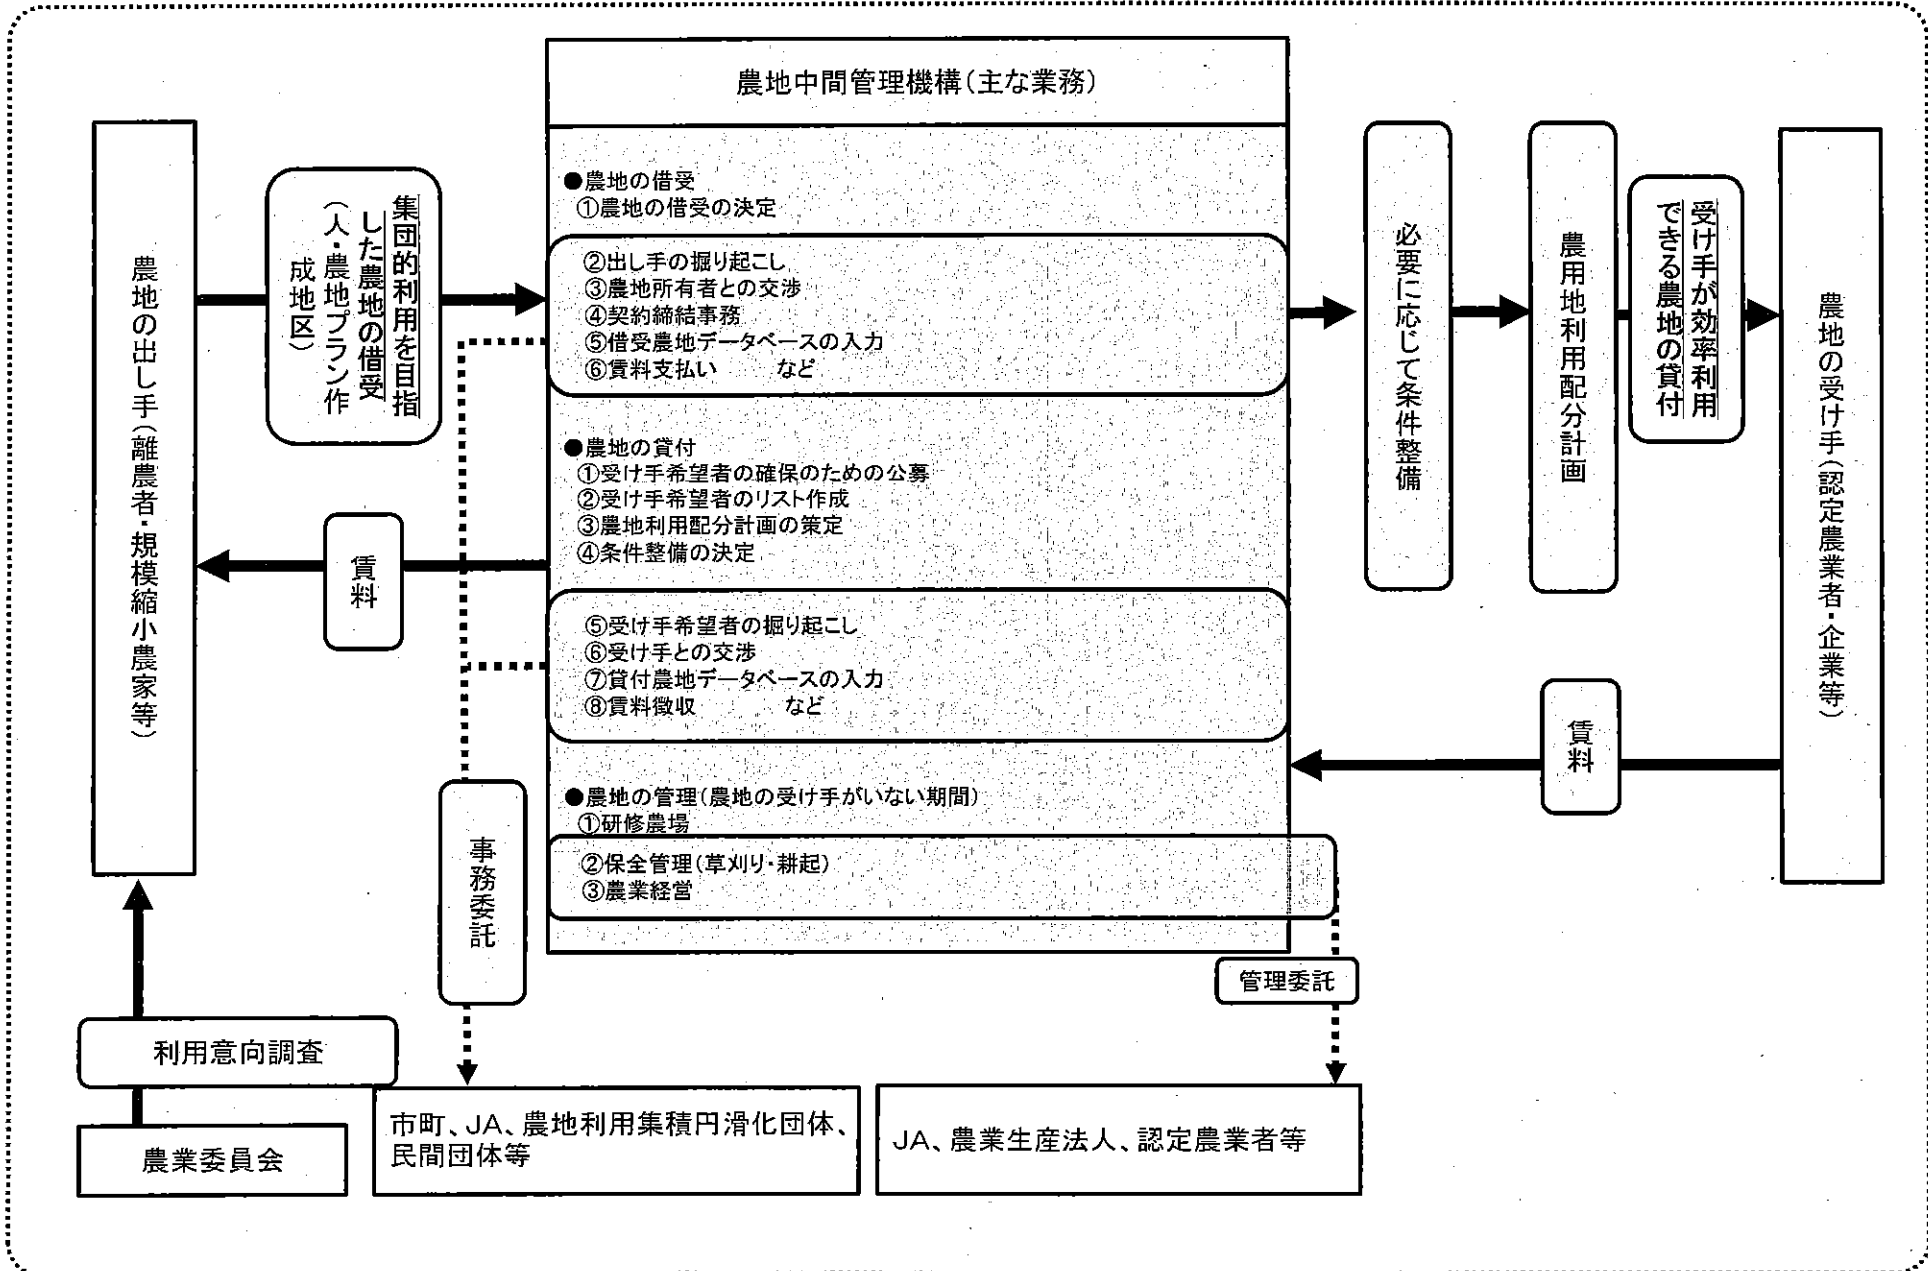 農地中間管理機構（主な業務）
農地の出し手（離農者・規模縮小農家等）
集団的利用を目指
した農地の借受
（人・農地プラン作
成地区）
賃料
●農地の借受
①農地の借受の決定
②出し手の掘り起こし
③農地所有者との交渉
④契約締結事務
⑤借受農地データベースの入力
⑥賃料支払い　　など
●農地の貸付
①受け手希望者の確保のための公募
②受け手希望者のリスト作成
③農地利用配分計画の策定
④条件整備の決定
⑤受け手希望者の掘り起こし
⑥受け手との交渉
⑦貸付農地データベースの入力
⑧賃料徴収　　　など
●農地の管理（農地の受け手がいない期間）
①研修農場
②保全管理（草刈り・耕起）
③農業経営
必要に応じて条件整備
農用地利用配分計画
受け手が効率利用
できる農地の貸付
農地の受け手（認定農業者・企業等）
賃料
事務委託
管理委託
利用意向調査
農業委員会
市町、JA、農地利用集積円滑化団体、
民間団体等
JA、農業生産法人、認定農業者等